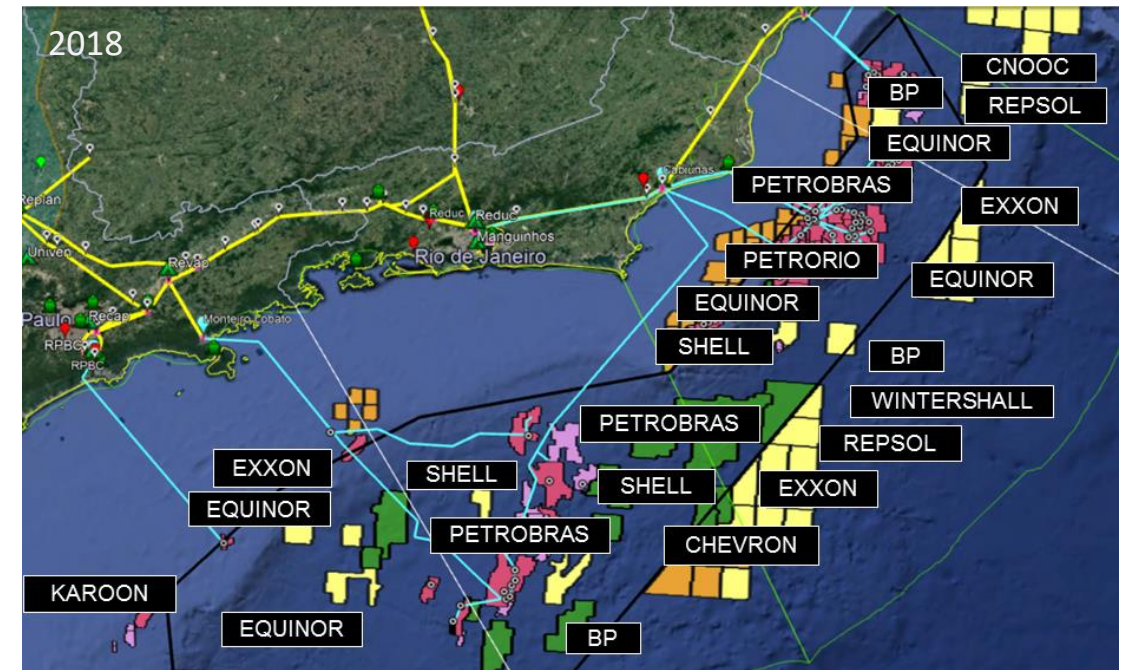 2018
CNOOC
BP
REPSOL
EQUINOR
Cabiunas
PETROBRAS
EXXON
Replan
Reduc
Reduc
Manguinhos
Univen
Revap
Rio de Janeiro
PETRORIO
EQUINOR
EQUINOR
Paulo
Recap
Monteiro Lobato
RPBC
RPBC
SHELL
BP
WINTERSHALL
PETROBRAS
REPSOL
EXXON
SHELL
SHELL
EXXON
EQUINOR
PETROBRAS
CHEVRON
KAROON
EQUINOR
BP